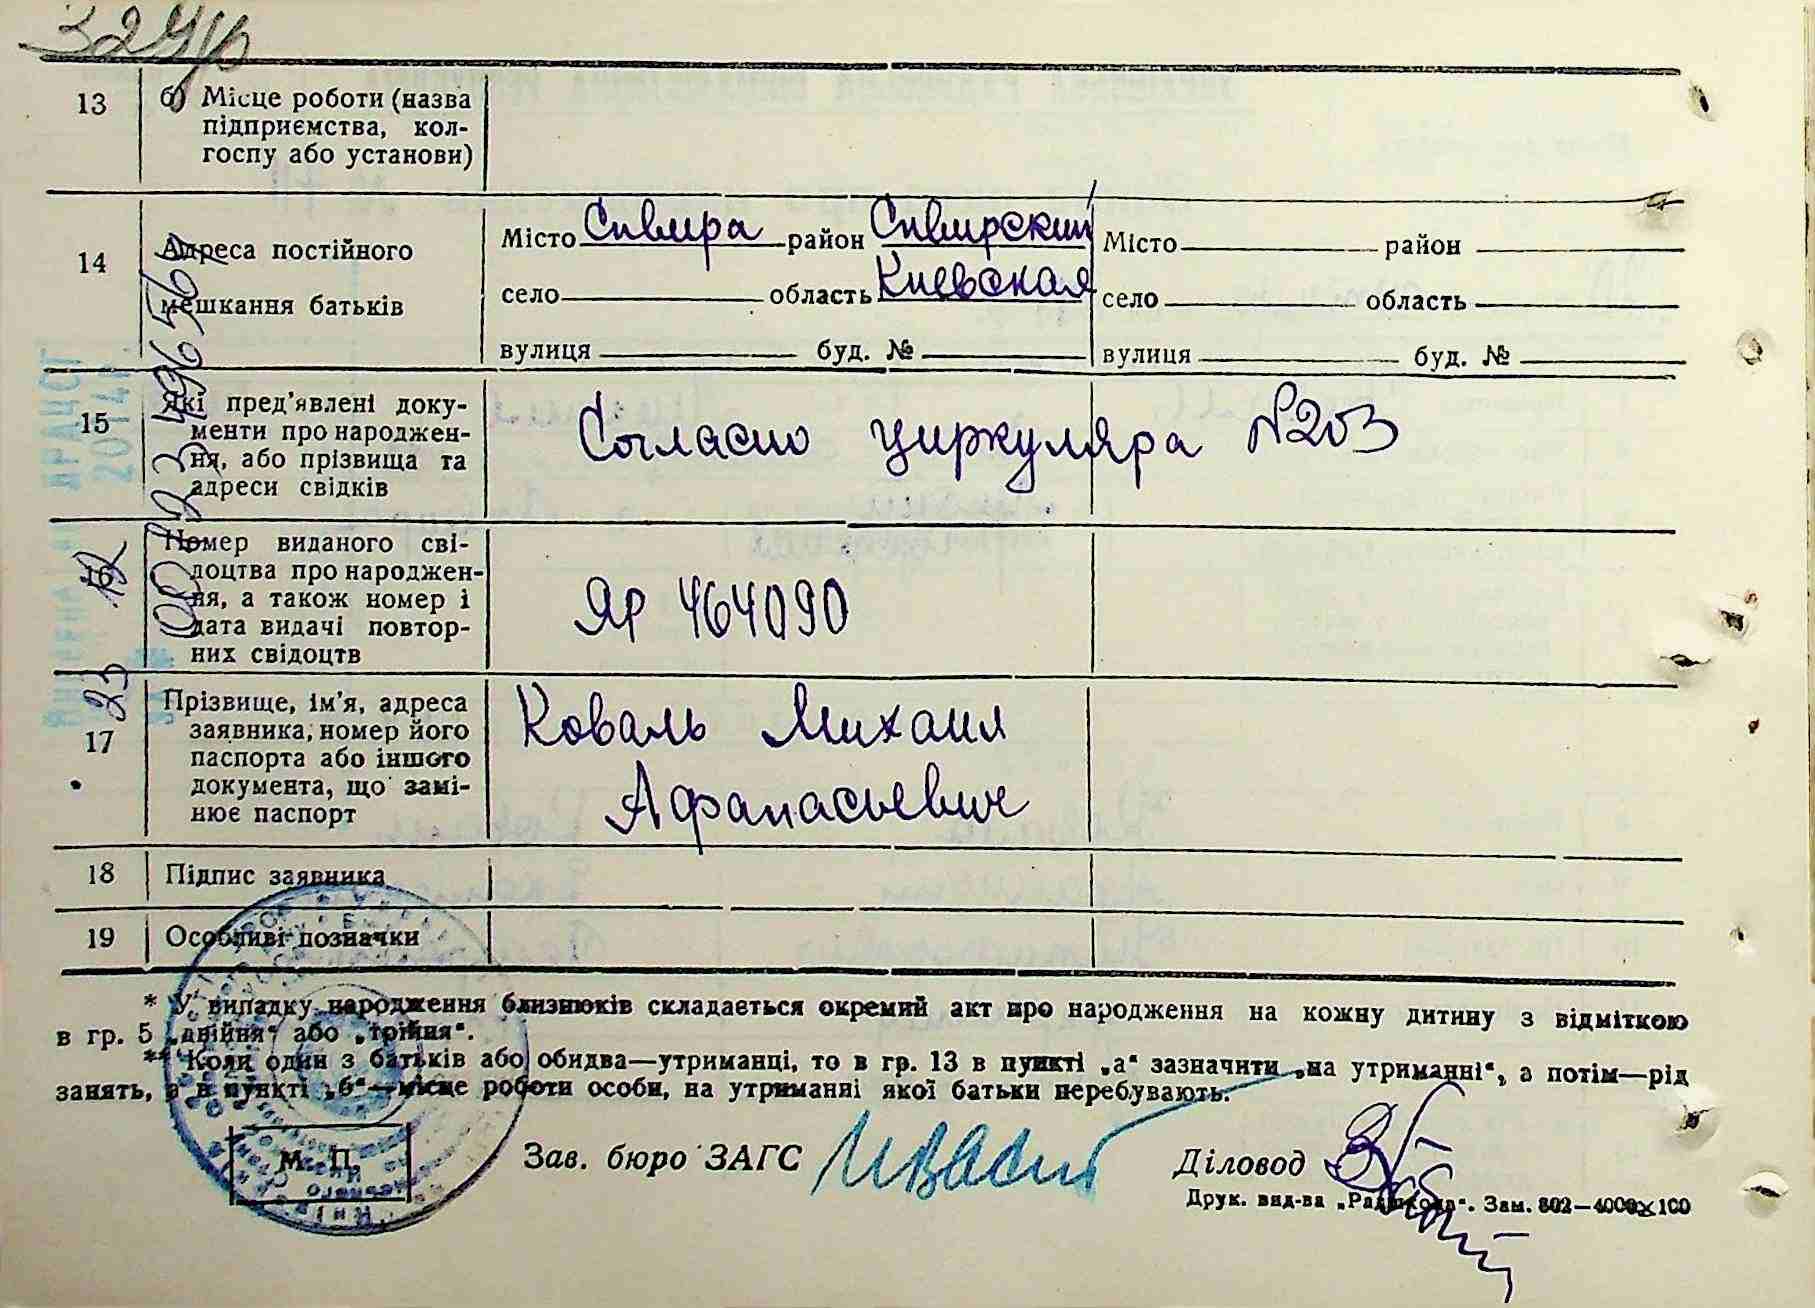 13
б) Місце роботи (назва
підприємства, кол-
госпу або установи)
14
Адреса постійного
мешкання батьків
Місто Сквира район Сквирский
село область Киевская
вулиця буд. №
Місто район
село область
вулиця буд. №
15
Які пред'явлені доку-
менти про народжен-
ня, або прізвища та
адреси свідків
Согласно циркуляра №203
16
Номер виданого сві-
доцтва про народжен-
ня, а також номер і
дата видачі повтор-
них свідоцтв
ЯР 464090
17
Прізвище, ім'я, адреса
заявника, номер його
паспорта або іншого
документа, що замі-
нює паспорт
Коваль Михаил
Афанасьевич
18 Підпис заявника
19 Особливі позначки
* У випадку народження близнюків складається окремий акт про народження на кожну дитину з відміткою
в гр. 5 „двійня“ або „трійня“.
** Коли один з батьків або обидва—утриманці, то в гр. 13 в пункті „а“ зазначити „на утриманні“, а потім—рід
занять, а в пункті „б“—місце роботи особи, на утриманні якої батьки перебувають.
М. П.
Зав. бюро ЗАГС
Діловод
Друк. вид-ва „Рад. Зам. 802—4000х100